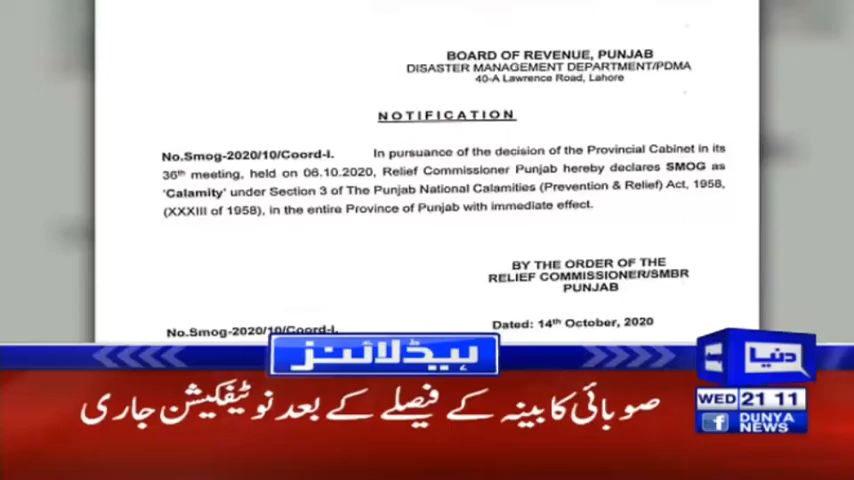 BOARD OF REVENUE, PUNJAB
DISASTER MANAGEMENT DEPARTMENT/PDMA
40-A Lawrence Road, Lahore
NOTIFICATION
No.Smog-2020/10/Coord-I. In pursuance of the decision of the Provincial Cabinet in its
36th meeting, held on 06.10.2020, Relief Commissioner Punjab hereby declares SMOG as
'Calamity' under Section 3 of The Punjab National Calamities (Prevention & Relief) Act, 1958,
(XXXIII of 1958), in the entire Province of Punjab with immediate effect.
BY THE ORDER OF THE
RELIEF COMMISSIONER/SMBR
PUNJAB
No.Smog-2020/10/Coord-I.
Dated: 14th October, 2020
ہیڈلائنز
دنیا
صوبائی کابینہ کے فیصلے کے بعد نوٹیفکیشن جاری
WED 21 11
f DUNYA NEWS